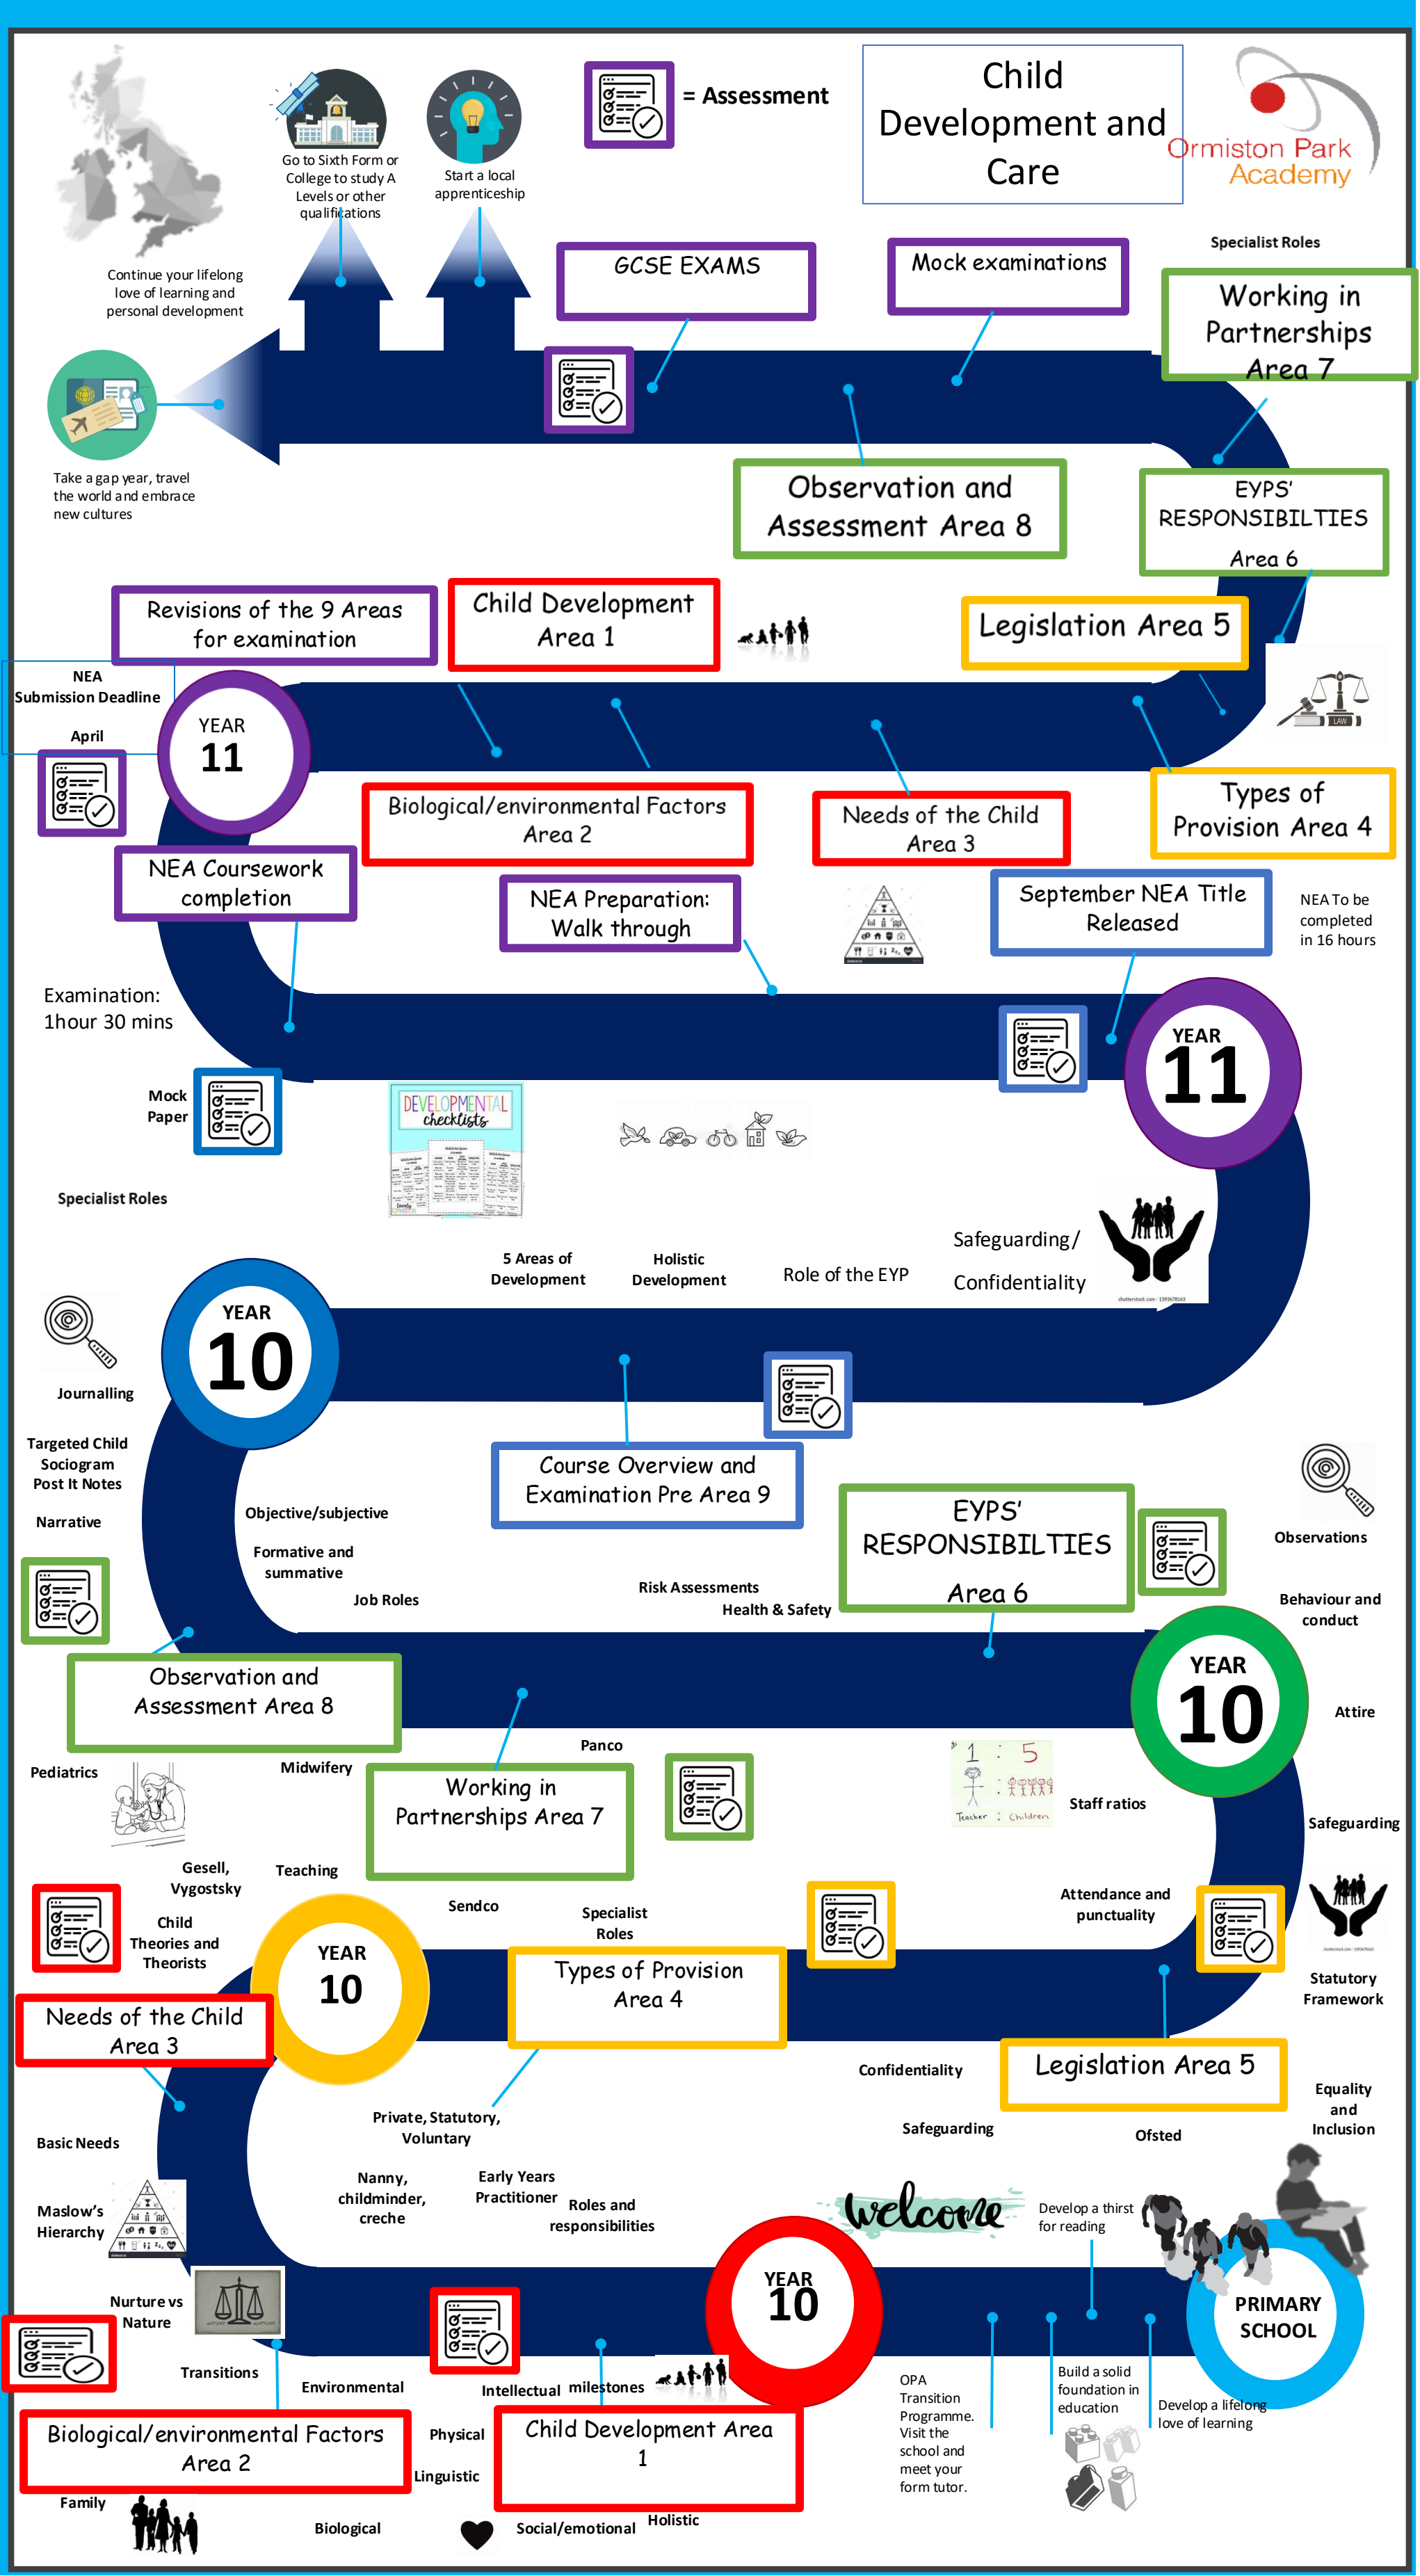 Child
Development and
Care
Ormiston Park
Academy
= Assessment
Go to Sixth Form or
College to study A
Levels or other
qualifications
Start a local
apprenticeship
Continue your lifelong
love of learning and
personal development
Take a gap year, travel
the world and embrace
new cultures
GCSE EXAMS
Mock examinations
Specialist Roles
Working in
Partnerships
Area 7
Observation and
Assessment Area 8
EYPS'
RESPONSIBILTIES
Area 6
Revisions of the 9 Areas
for examination
Child Development
Area 1
Legislation Area 5
LAW
NEA
Submission Deadline
April
YEAR
11
Biological/environmental Factors
Area 2
Needs of the Child
Area 3
Types of
Provision Area 4
NEA Coursework
completion
NEA Preparation:
Walk through
September NEA Title
Released
NEA To be
completed
in 16 hours
Examination:
1hour 30 mins
YEAR
11
Mock
Paper
DEVELOPMENTAL
checklists
Specialist Roles
5 Areas of
Development
Holistic
Development
Role of the EYP
Safeguarding/
Confidentiality
shutterstock.com · 1393678163
YEAR
10
Journalling
Targeted Child
Sociogram
Post It Notes
Narrative
Objective/subjective
Formative and
summative
Job Roles
Course Overview and
Examination Pre Area 9
Risk Assessments
Health & Safety
EYPS'
RESPONSIBILTIES
Area 6
Observations
Behaviour and
conduct
YEAR
10
Attire
Observation and
Assessment Area 8
Pediatrics
Midwifery
Panco
Working in
Partnerships Area 7
1 : 5
Teacher : Children
Staff ratios
Safeguarding
Gesell,
Vygostsky
Teaching
Child
Theories and
Theorists
Sendco
Specialist
Roles
Attendance and
punctuality
Statutory
Framework
YEAR
10
Types of Provision
Area 4
Needs of the Child
Area 3
Legislation Area 5
Confidentiality
Safeguarding
Ofsted
Equality
and
Inclusion
Basic Needs
Private, Statutory,
Voluntary
Nanny,
childminder,
creche
Early Years
Practitioner
Roles and
responsibilities
Maslow's
Hierarchy
welcome
Develop a thirst
for reading
Nurture vs
Nature
YEAR
10
PRIMARY
SCHOOL
Transitions
Environmental
Intellectual
milestones
OPA
Transition
Programme.
Visit the
school and
meet your
form tutor.
Build a solid
foundation in
education
Develop a lifelong
love of learning
Biological/environmental Factors
Area 2
Physical
Linguistic
Child Development Area
1
Family
Biological
Social/emotional
Holistic